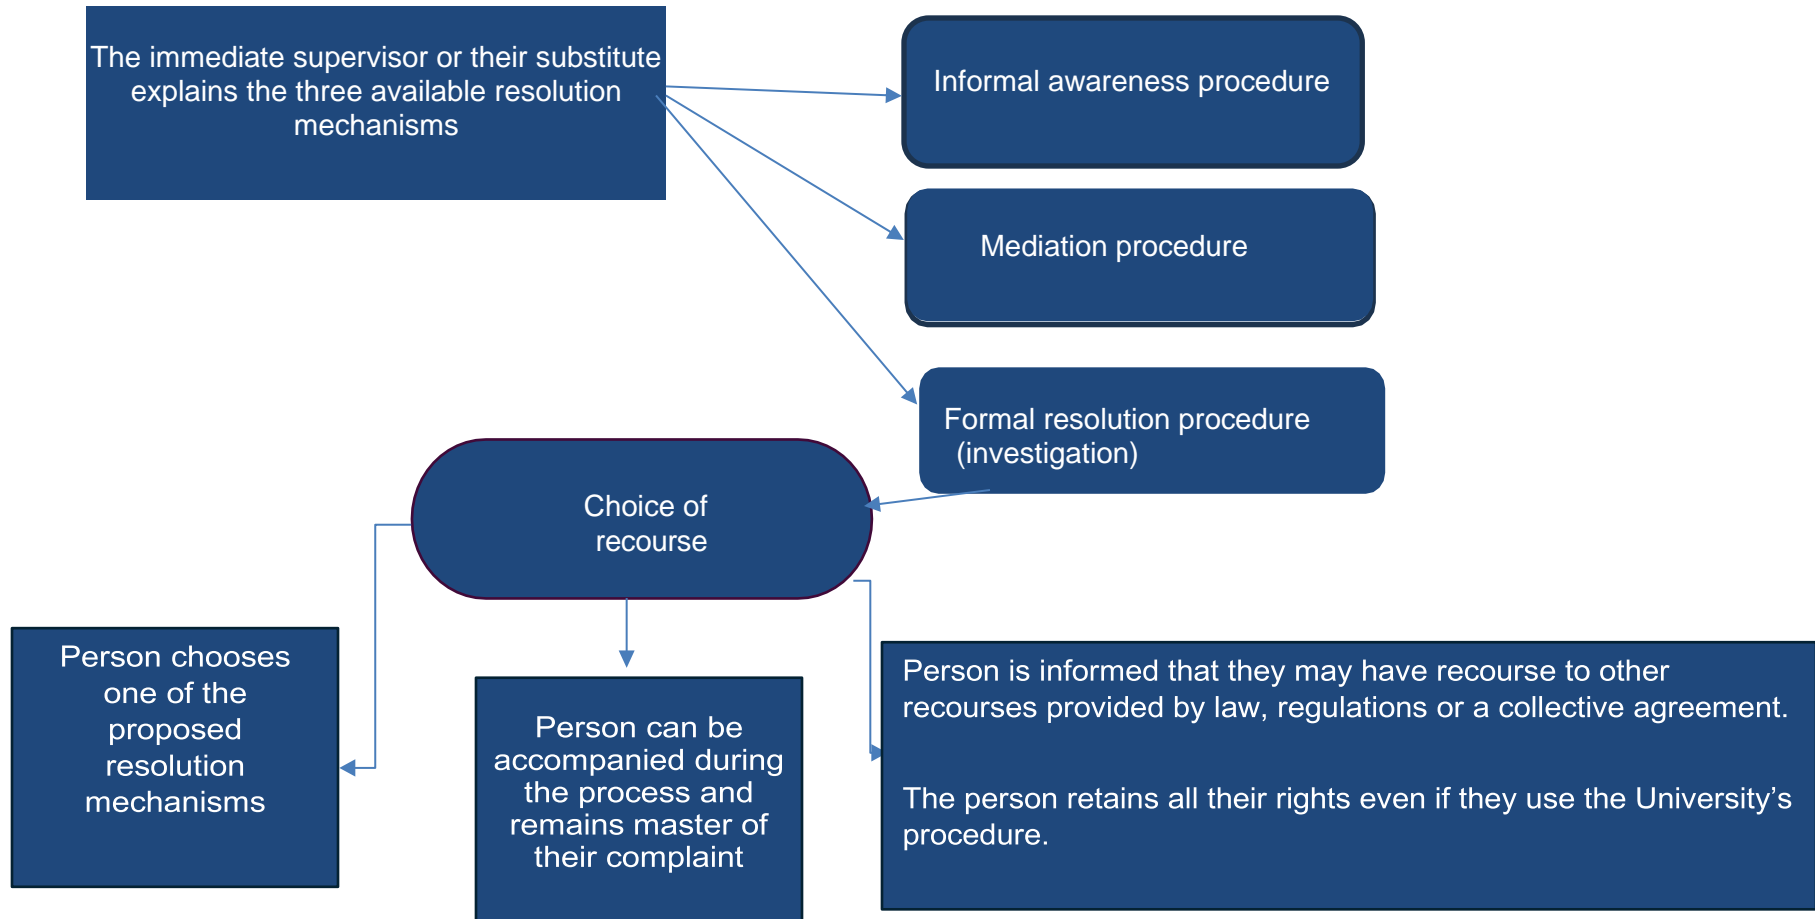 The immediate supervisor or their substitute
explains the three available resolution
mechanisms
Informal awareness procedure
Mediation procedure
Formal resolution procedure
(investigation)
Choice of
recourse
Person chooses
one of the
proposed
resolution
mechanisms
Person can be
accompanied during
the process and
remains master of
their complaint
Person is informed that they may have recourse to other
recourses provided by law, regulations or a collective agreement.
The person retains all their rights even if they use the University’s
procedure.